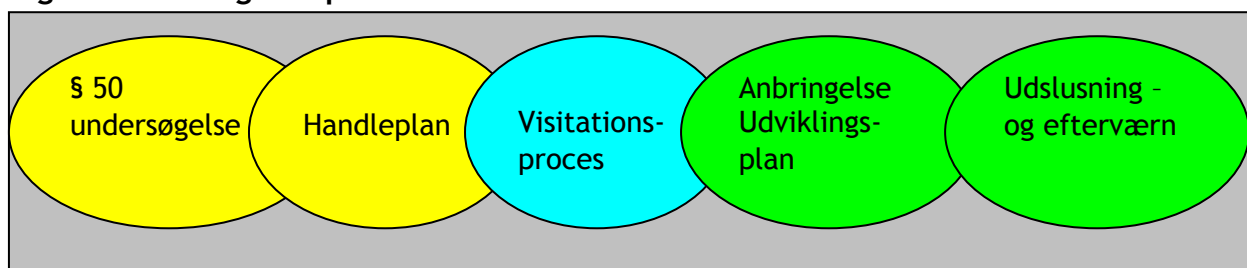 § 50
undersøgelse
Handleplan
Visitations-
proces
Anbringelse
Udviklings-
plan
Udslusning –
og efterværn